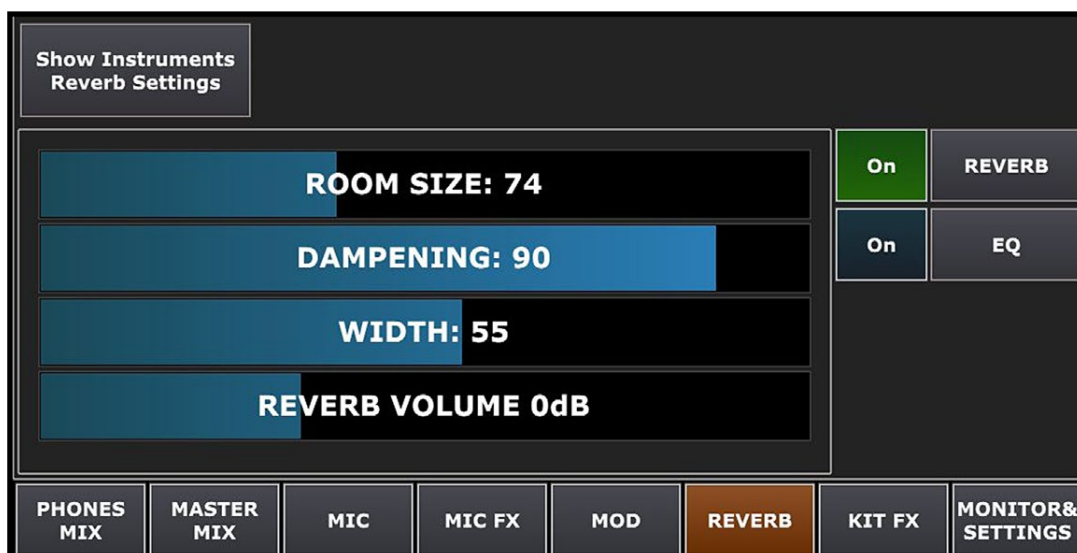 Show Instruments
Reverb Settings
ROOM SIZE: 74
On
REVERB
DAMPENING: 90
On
EQ
WIDTH: 55
REVERB VOLUME 0dB
PHONES
MIX
MASTER
MIX
MIC
MIC FX
MOD
REVERB
KIT FX
MONITOR&
SETTINGS